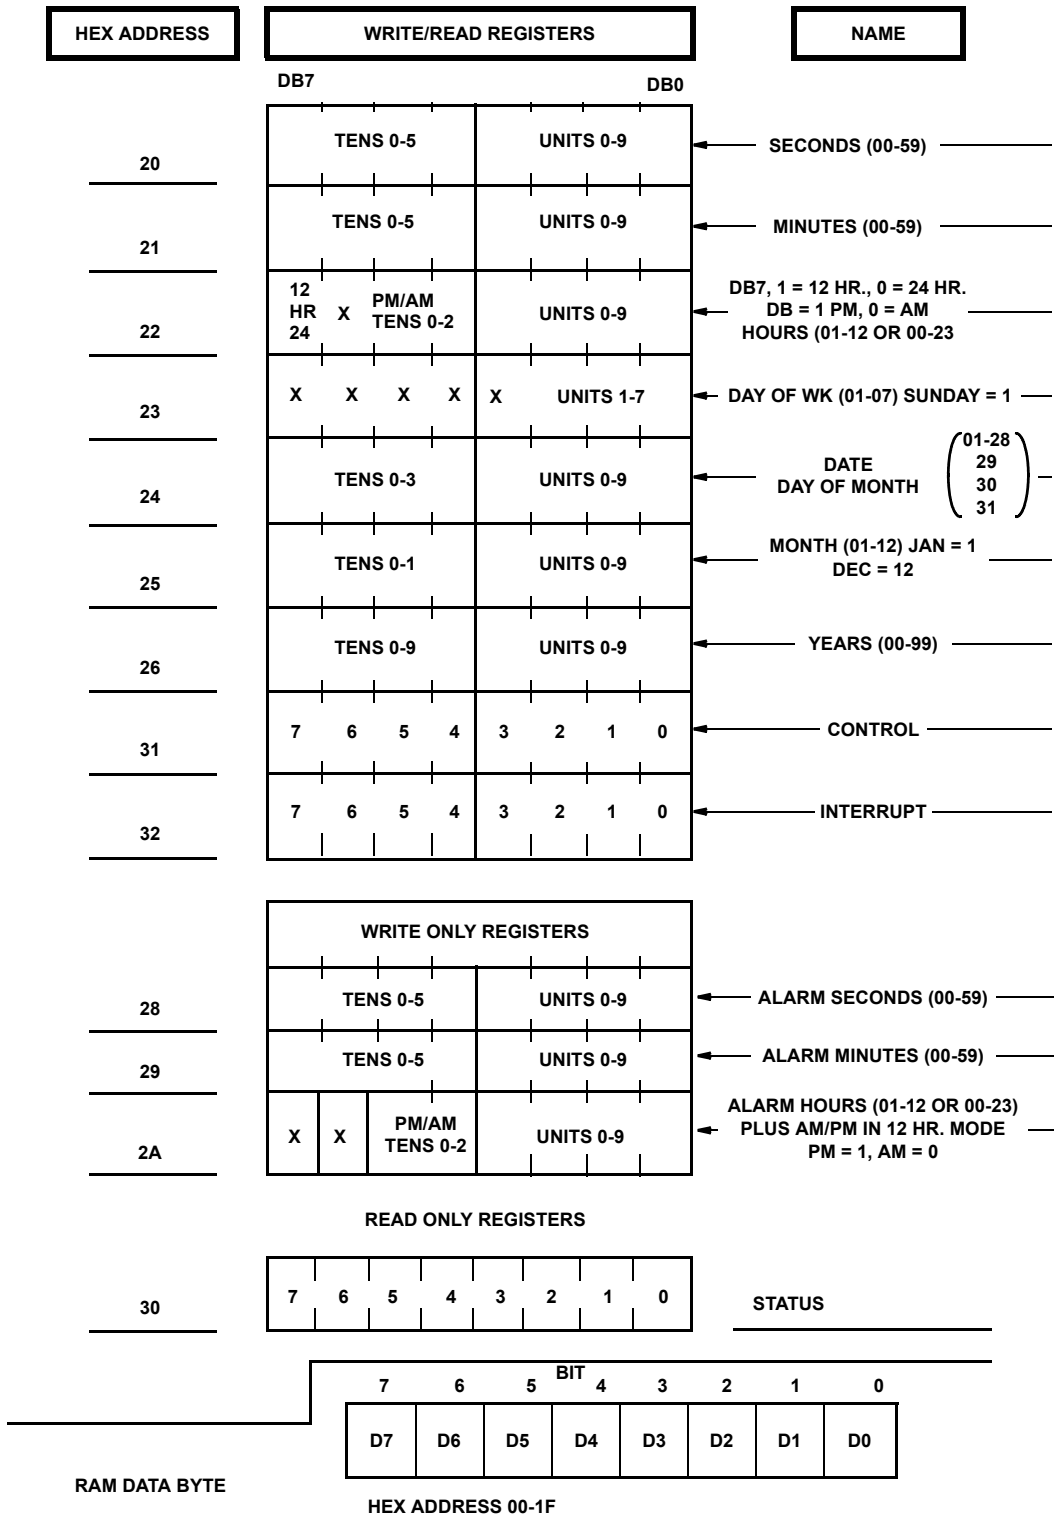 HEX ADDRESS WRITE/READ REGISTERS NAME
DB7 DB0
20 TENS 0-5 UNITS 0-9 SECONDS (00-59)
21 TENS 0-5 UNITS 0-9 MINUTES (00-59)
22
12
HR
24
X
PM/AM
TENS 0-2
UNITS 0-9
DB7, 1 = 12 HR., 0 = 24 HR.
DB = 1 PM, 0 = AM
HOURS (01-12 OR 00-23
23 X X X X X UNITS 1-7 DAY OF WK (01-07) SUNDAY = 1
24 TENS 0-3 UNITS 0-9
DATE
DAY OF MONTH
01-28
29
30
31
25 TENS 0-1 UNITS 0-9
MONTH (01-12) JAN = 1
DEC = 12
26 TENS 0-9 UNITS 0-9 YEARS (00-99)
31 7 6 5 4 3 2 1 0 CONTROL
32 7 6 5 4 3 2 1 0 INTERRUPT
WRITE ONLY REGISTERS
28 TENS 0-5 UNITS 0-9 ALARM SECONDS (00-59)
29 TENS 0-5 UNITS 0-9 ALARM MINUTES (00-59)
2A X X
PM/AM
TENS 0-2
UNITS 0-9
ALARM HOURS (01-12 OR 00-23)
PLUS AM/PM IN 12 HR. MODE
PM = 1, AM = 0
READ ONLY REGISTERS
30 7 6 5 4 3 2 1 0 STATUS
BIT
7 6 5 4 3 2 1 0
D7 D6 D5 D4 D3 D2 D1 D0
RAM DATA BYTE
HEX ADDRESS 00-1F